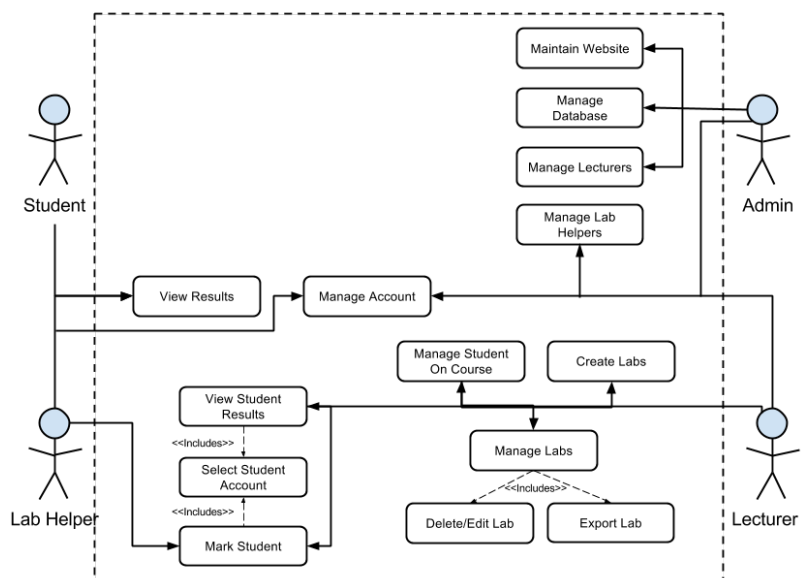 Maintain Website
Manage
Database
Student
Manage Lecturers
Admin
Manage Lab
Helpers
View Results
Manage Account
Manage Student
On Course
Create Labs
View Student
Results
<<Includes>>
Manage Labs
Select Student
Account
<<Includes>>
<<Includes>>
Lab Helper
Mark Student
Delete/Edit Lab
Export Lab
Lecturer